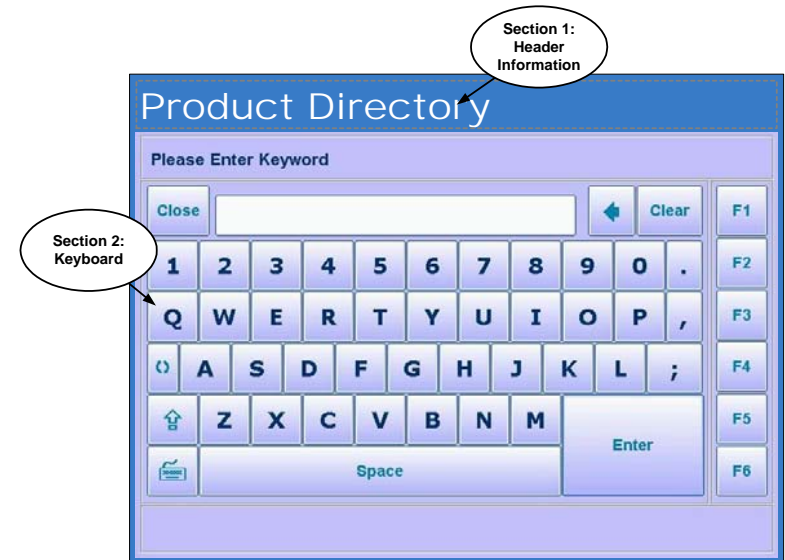 Section 1:
Header
Information
Product Directory
Please Enter Keyword
Close Clear F1
Section 2:
Keyboard
1 2 3 4 5 6 7 8 9 0 . F2
Q W E R T Y U I O P , F3
() A S D F G H J K L ; F4
Z X C V B N M Enter F5
Space F6